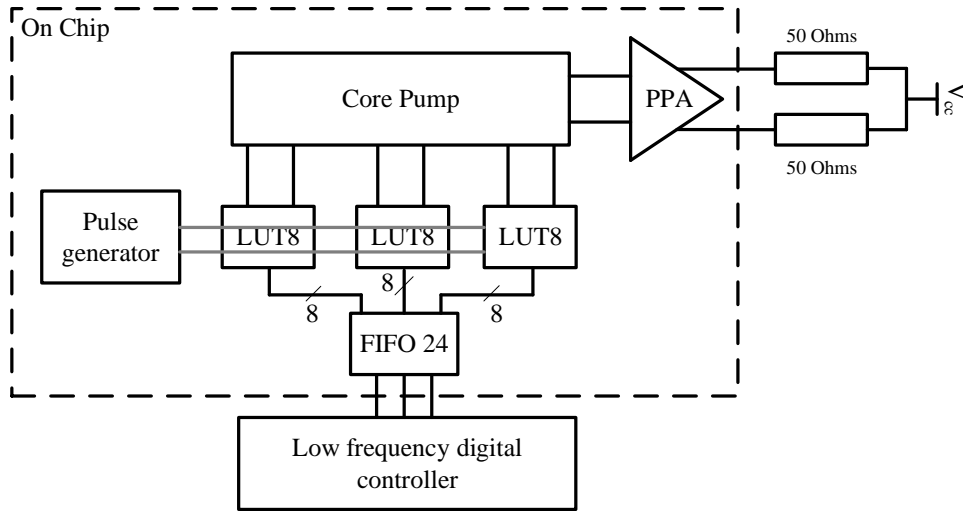 On Chip
50 Ohms
Core Pump
PPA
V
cc
50 Ohms
Pulse
generator
LUT8
LUT8
LUT8
8
8
8
FIFO 24
Low frequency digital
controller